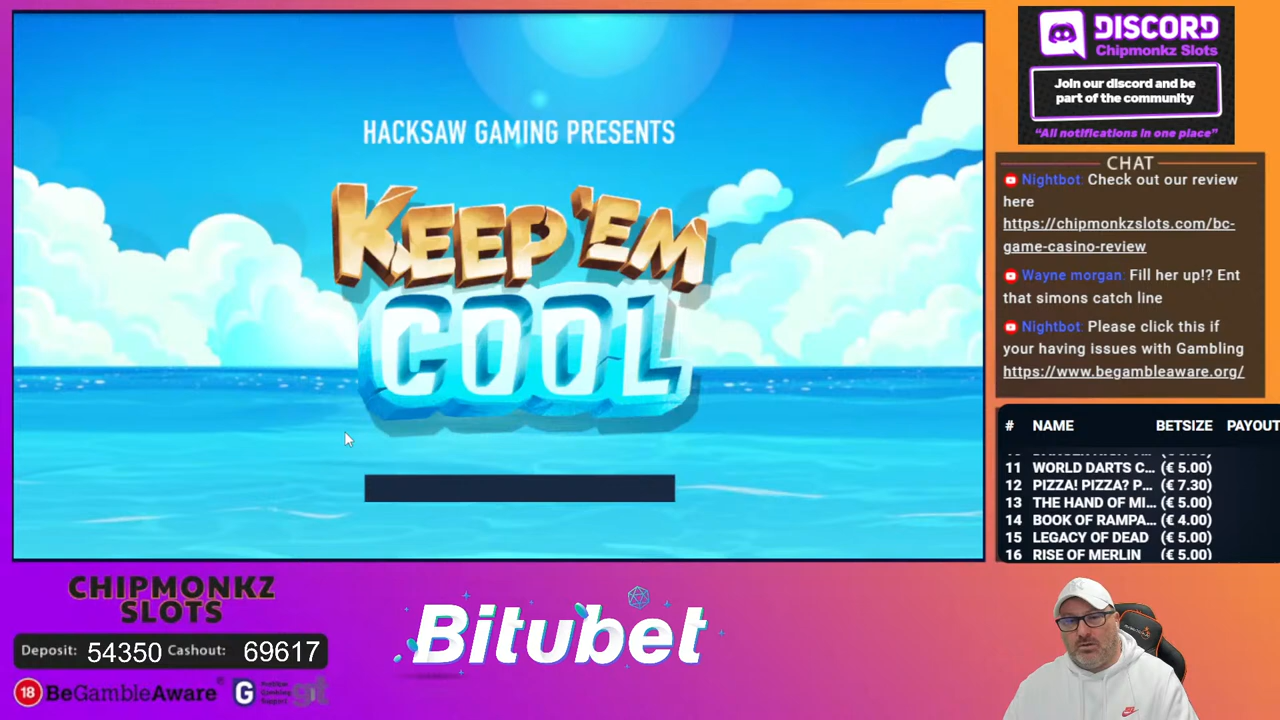 HACKSAW GAMING PRESENTS
KEEP 'EM
COOL
DISCORD
Chipmonkz Slots
Join our discord and be
part of the community
"All notifications in one place"
CHAT
Nightbot: Check out our review
here
https://chipmonkzslots.com/bc-
game-casino-review
Wayne morgan: Fill her up!? Ent
that simons catch line
Nightbot: Please click this if
your having issues with Gambling
https://www.begambleaware.org/
# NAME BETSIZE PAYOUT
11 WORLD DARTS C... (€ 5.00)
12 PIZZA! PIZZA? P... (€ 7.30)
13 THE HAND OF MI... (€ 5.00)
14 BOOK OF RAMPA... (€ 4.00)
15 LEGACY OF DEAD (€ 5.00)
16 RISE OF MERLIN (€ 5.00)
CHIPMONKZ
SLOTS
Deposit: 54350 Cashout: 69617
18 BeGambleAware
Bitubet